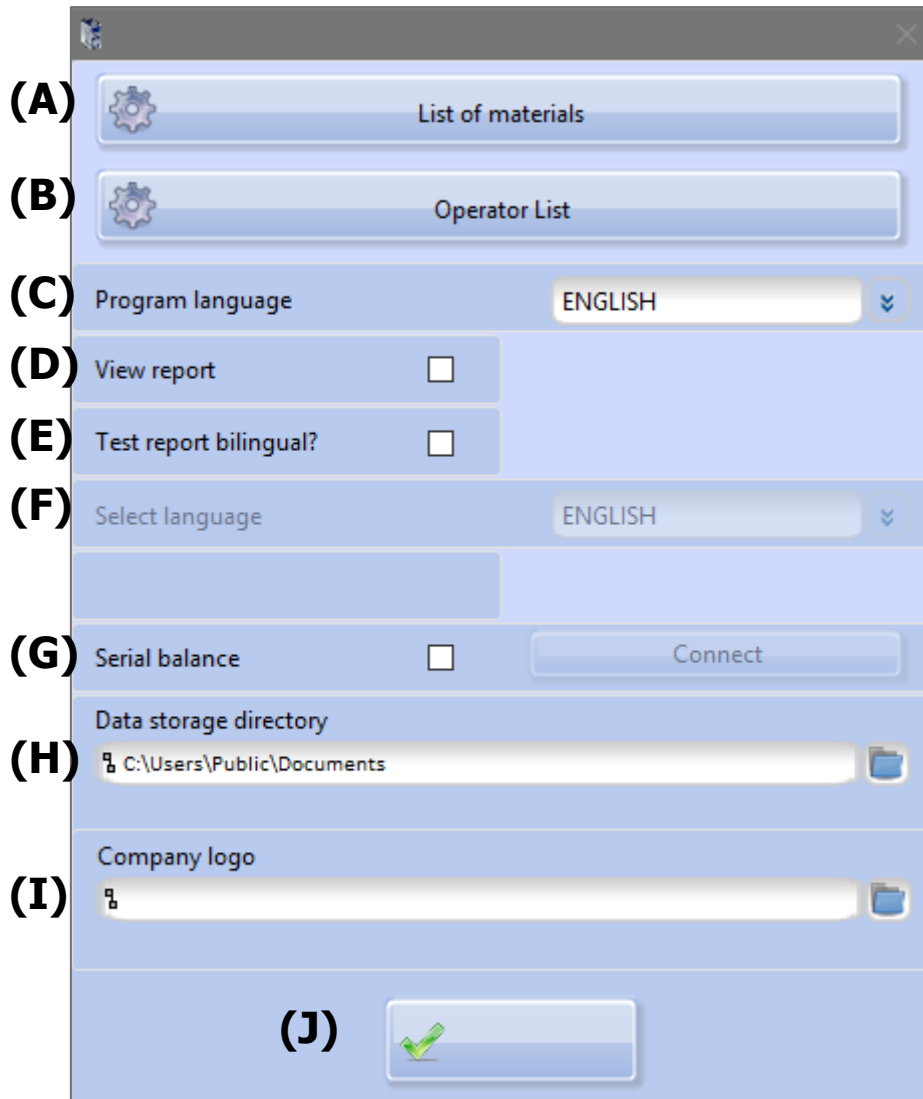 (A) List of materials
(B) Operator List
(C) Program language ENGLISH
(D) View report
(E) Test report bilingual?
(F) Select language ENGLISH
(G) Serial balance Connect
Data storage directory
(H) C:\Users\Public\Documents
Company logo
(I)
(J)